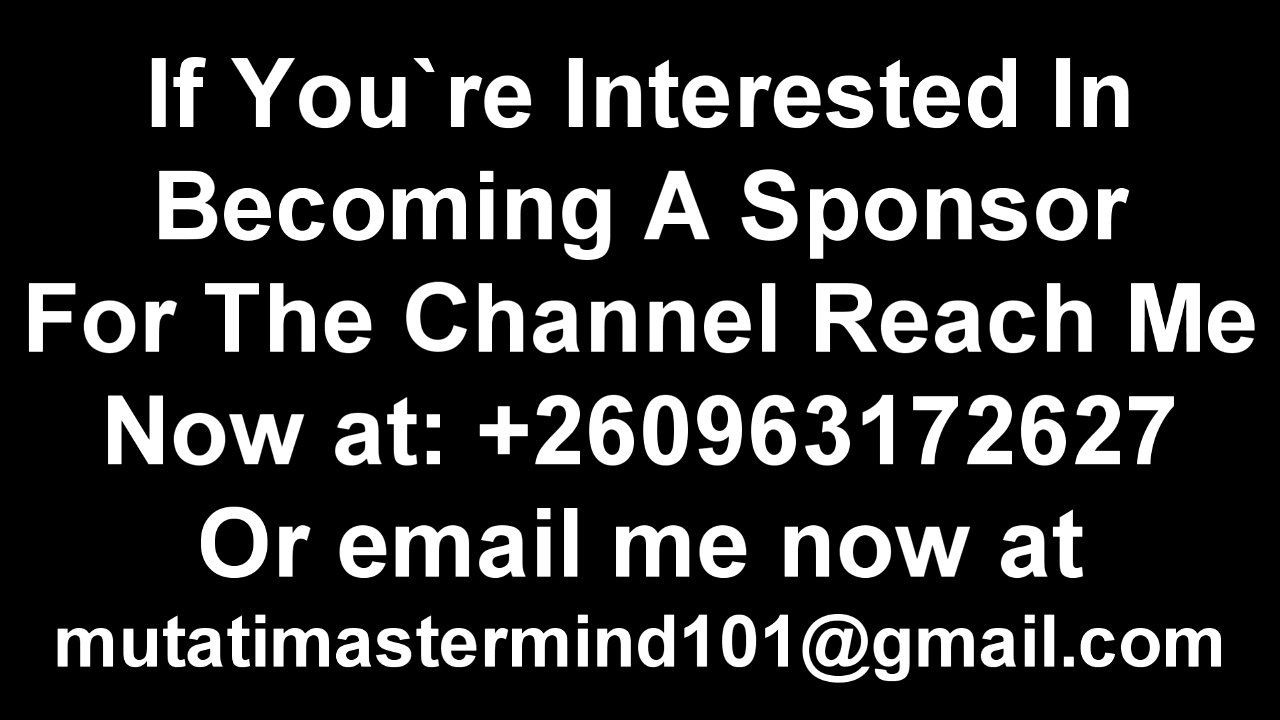 If You`re Interested In
Becoming A Sponsor
For The Channel Reach Me
Now at: +260963172627
Or email me now at
mutatimastermind101@gmail.com